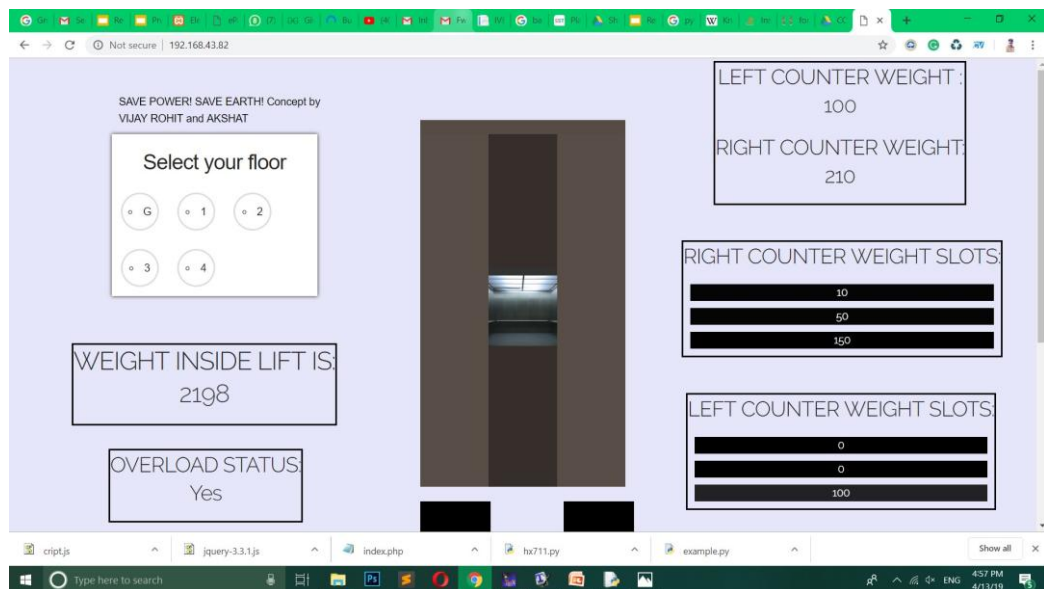 Not secure
192.168.43.82
SAVE POWER! SAVE EARTH! Concept by
VIJAY ROHIT and AKSHAT
Select your floor
G 1 2
3 4
WEIGHT INSIDE LIFT IS:
2198
OVERLOAD STATUS:
Yes
LEFT COUNTER WEIGHT :
100
RIGHT COUNTER WEIGHT:
210
RIGHT COUNTER WEIGHT SLOTS:
10
50
150
LEFT COUNTER WEIGHT SLOTS:
0
0
100
cript.js
jquery-3.3.1.js
index.php
hx711.py
example.py
Show all
Type here to search
ENG
4:57 PM
4/13/19